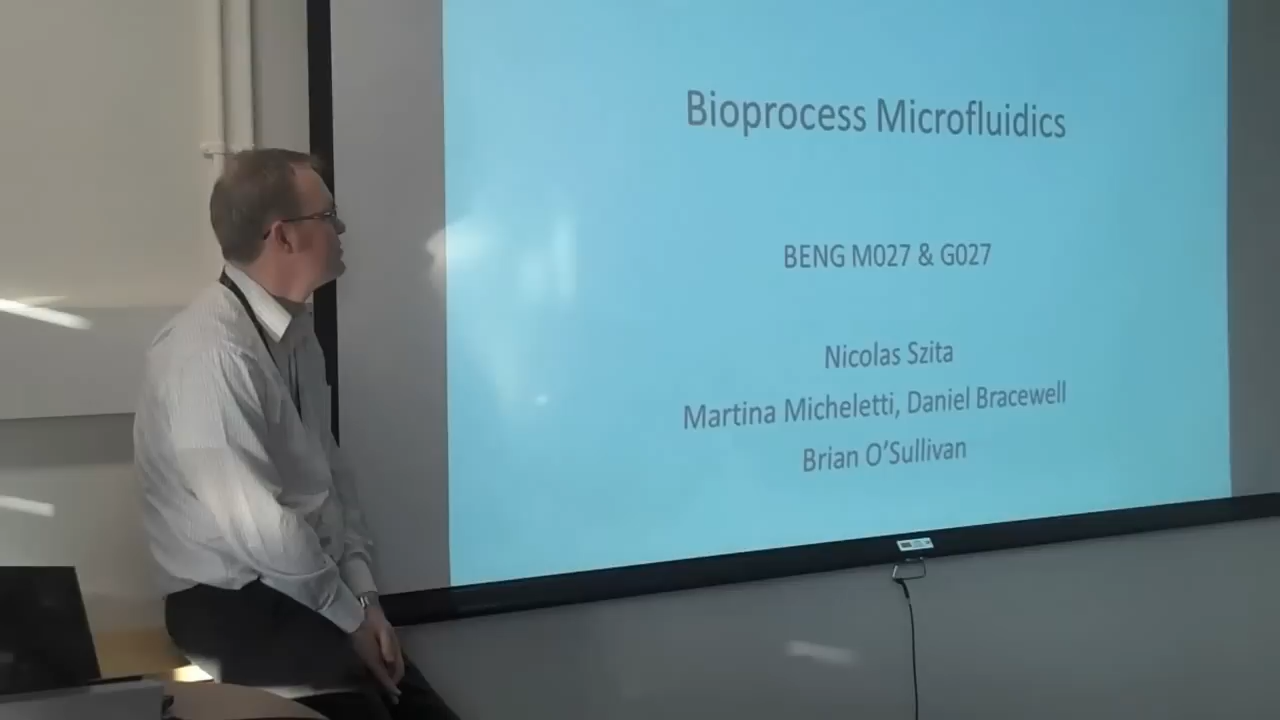 Bioprocess Microfluidics
BENG M027 & G027
Nicolas Szita
Martina Micheletti, Daniel Bracewell
Brian O'Sullivan